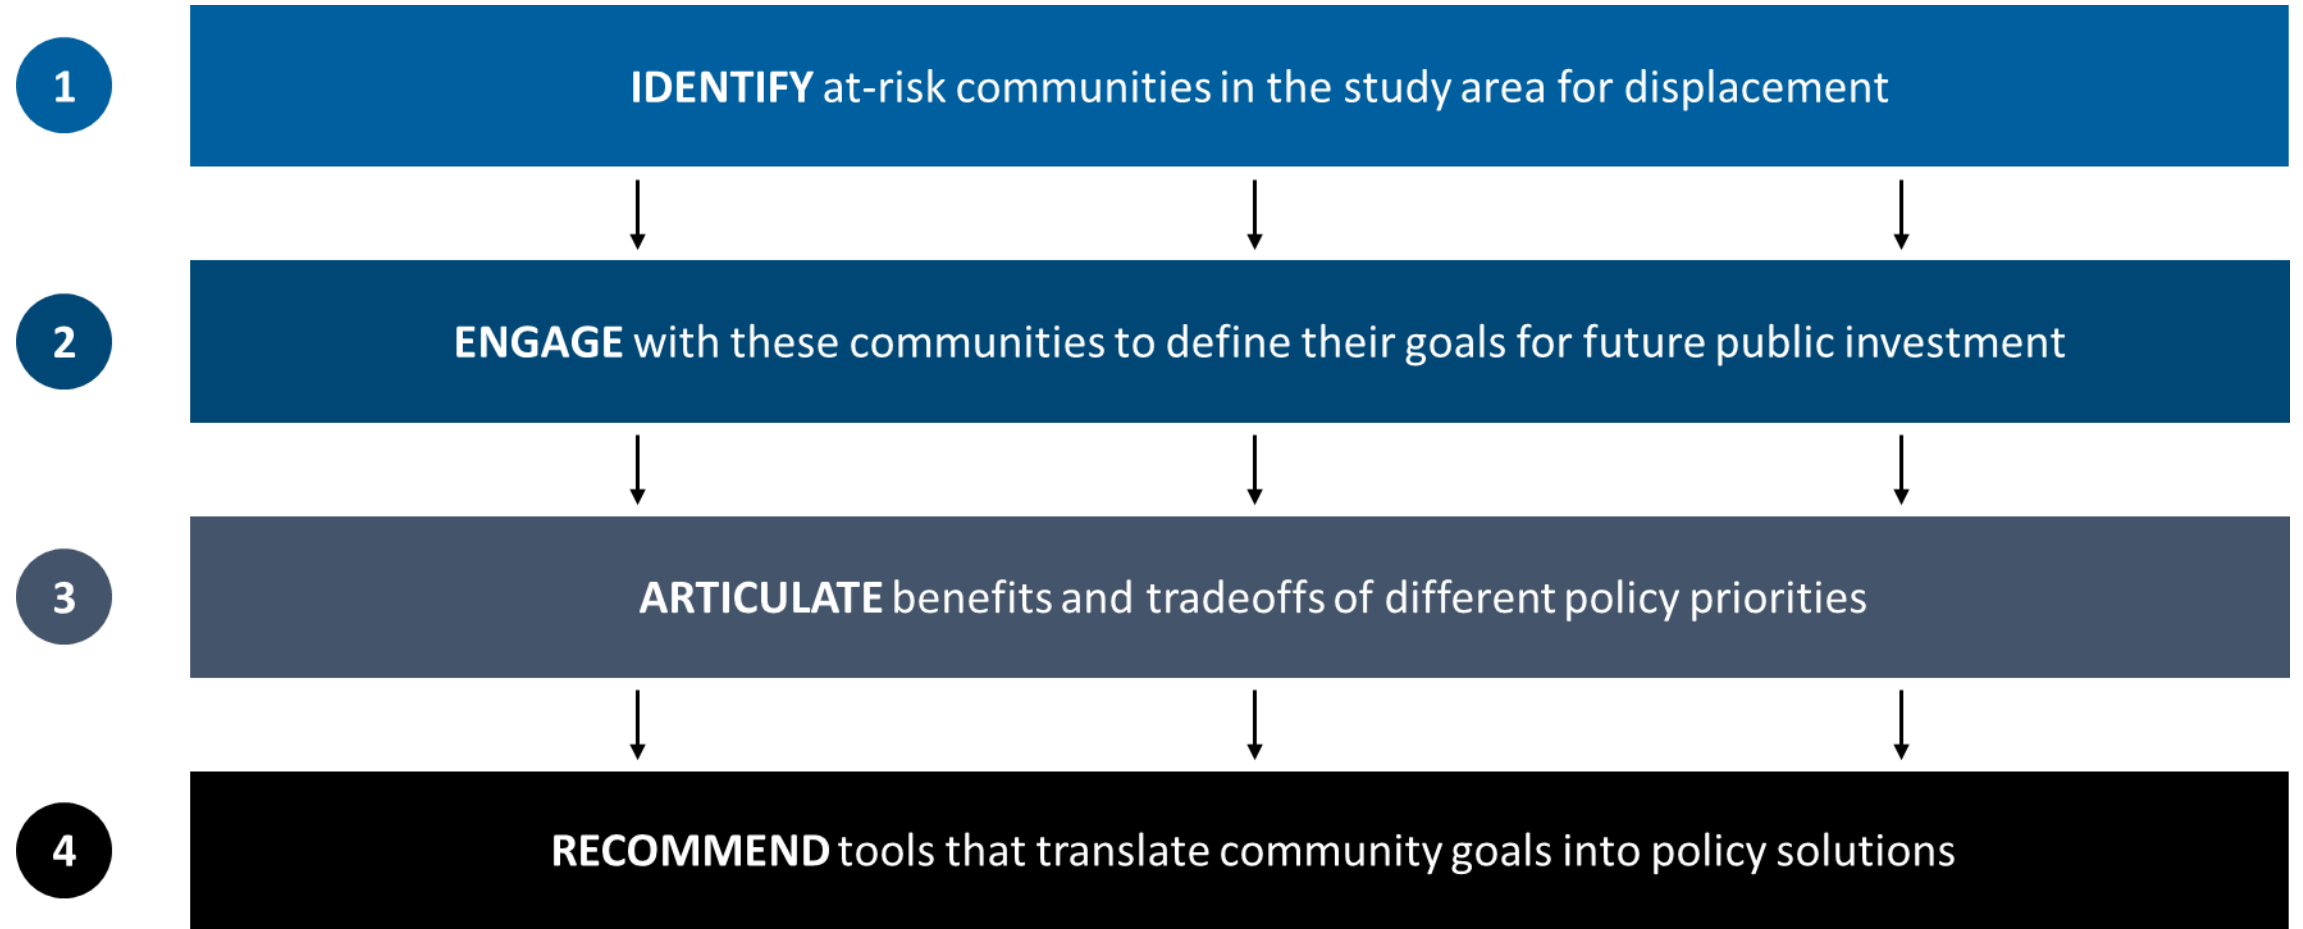 1
IDENTIFY at-risk communities in the study area for displacement
2
ENGAGE with these communities to define their goals for future public investment
3
ARTICULATE benefits and tradeoffs of different policy priorities
4
RECOMMEND tools that translate community goals into policy solutions